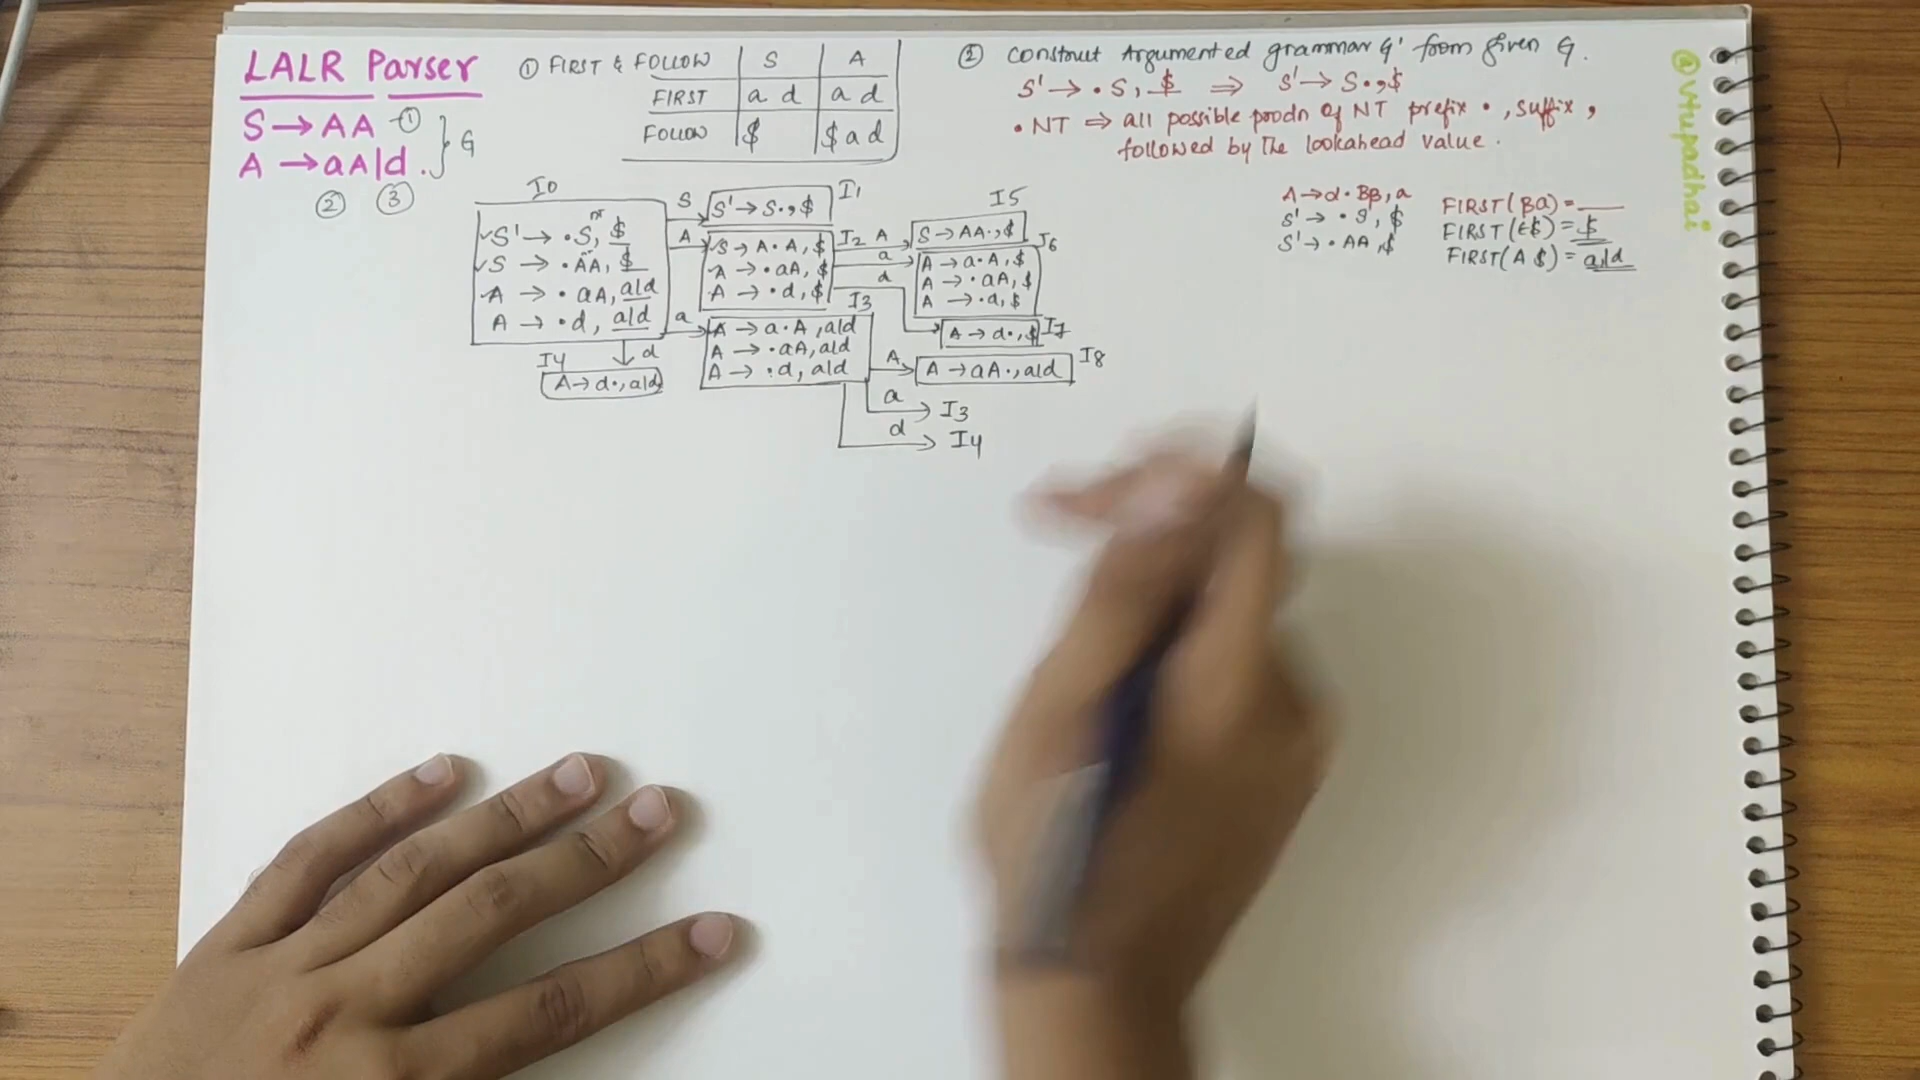 LALR Parser
S → AA ①
A → aA|d. } G
② ③
① FIRST & FOLLOW | S | A
FIRST | a d | a d
FOLLOW | $ | $ a d
② Construct Argumented grammar G' from given G.
S' → . S, $ ⇒ S' → S . , $
. NT ⇒ all possible prodn of NT prefix . , suffix ,
followed by The lookahead value .
@vtupadhai
A → α . Bβ, a
S' → . S', $
S' → . AA, $
FIRST(βa) = ___
FIRST(ε$) = $
FIRST(A $) = a|d
I0
S' → . S, $
S → . AA, $
A → . aA, a|d
A → . d, a|d
S
S' → S . , $ I1
A
S → A . A, $ I2
A → . aA, $
A → . d, $
a
I3
A → a . A, a|d
A → . aA, a|d
A → . d, a|d
d
I4
A → d . , a|d
A
I5
S → AA . , $
a
I6
A → a . A, $
A → . aA, $
A → . d, $
d
A → d . , $ I7
A
A → aA . , a|d I8
a I3
d I4